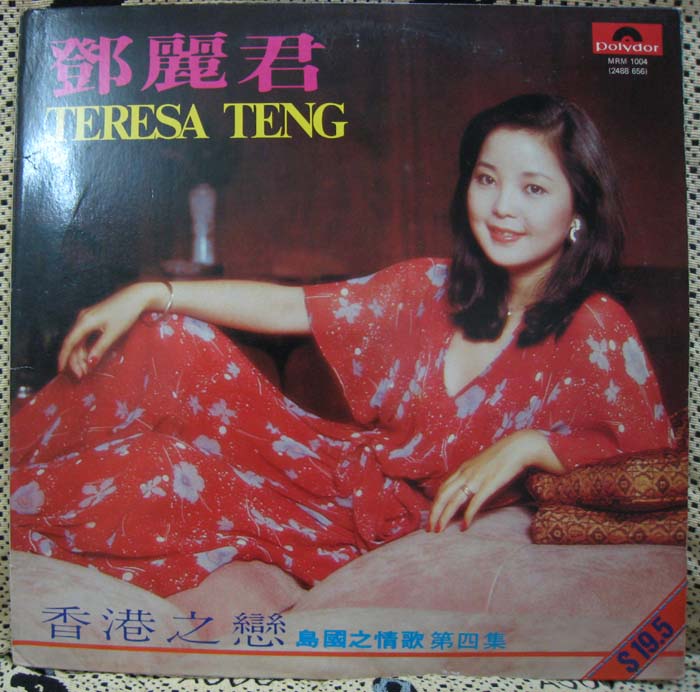 鄧麗君
TERESA TENG
polydor
MRM 1004
(2488 656)
香港之戀 島國之情歌 第四集
$19.5